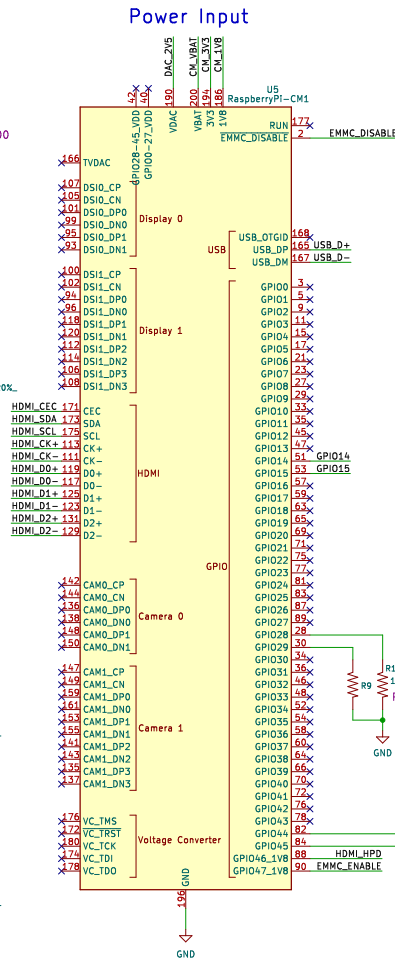 Power Input
DAC_2V5
CM_VBAT
CM_3V3
CM_1V8
42
40
190
200
194
186
U5
RaspberryPI-CM1
GPIO28-45_VDD
GPIO0-27_VDD
VDAC
VBAT
3V3
1V8
RUN 177
EMMC_DISABLE 2 EMMC_DISABLE
00
166 TVDAC
107 DSI0_CP
105 DSI0_CN
101 DSI0_DP0
99 DSI0_DN0
95 DSI0_DP1
93 DSI0_DN1
Display 0
USB_OTGID 168
USB_DP 165 USB_D+
USB_DM 167 USB_D-
USB
100 DSI1_CP
102 DSI1_CN
94 DSI1_DP0
96 DSI1_DN0
118 DSI1_DP1
120 DSI1_DN1
112 DSI1_DP2
114 DSI1_DN2
106 DSI1_DP3
108 DSI1_DN3
Display 1
20%_
HDMI_CEC 171 CEC
HDMI_SDA 173 SDA
HDMI_SCL 175 SCL
HDMI_CK+ 113 CK+
HDMI_CK- 111 CK-
HDMI_D0+ 119 D0+
HDMI_D0- 117 D0-
HDMI_D1+ 125 D1+
HDMI_D1- 123 D1-
HDMI_D2+ 131 D2+
HDMI_D2- 129 D2-
HDMI
142 CAM0_CP
144 CAM0_CN
136 CAM0_DP0
138 CAM0_DN0
148 CAM0_DP1
150 CAM0_DN1
Camera 0
147 CAM1_CP
149 CAM1_CN
159 CAM1_DP0
161 CAM1_DN0
153 CAM1_DP1
155 CAM1_DN1
141 CAM1_DP2
143 CAM1_DN2
135 CAM1_DP3
137 CAM1_DN3
Camera 1
176 VC_TMS
172 VC_TRST
180 VC_TCK
174 VC_TDI
178 VC_TDO
Voltage Converter
GPIO
GPIO0 3
GPIO1 5
GPIO2 9
GPIO3 11
GPIO4 15
GPIO5 17
GPIO6 21
GPIO7 23
GPIO8 27
GPIO9 29
GPIO10 33
GPIO11 35
GPIO12 45
GPIO13 47
GPIO14 51 GPIO14
GPIO15 53 GPIO15
GPIO16 57
GPIO17 59
GPIO18 63
GPIO19 65
GPIO20 69
GPIO21 71
GPIO22 75
GPIO23 77
GPIO24 81
GPIO25 83
GPIO26 87
GPIO27 89
GPIO28 28
GPIO29 30
GPIO30 34
GPIO31 36
GPIO32 46
GPIO33 48
GPIO34 52
GPIO35 54
GPIO36 58
GPIO37 60
GPIO38 64
GPIO39 66
GPIO40 70
GPIO41 72
GPIO42 76
GPIO43 78
GPIO44 82
GPIO45 84
GPIO46_1V8 88 HDMI_HPD
GPIO47_1V8 90 EMMC_ENABLE
R9
R1
1
GND
GND
196
GND